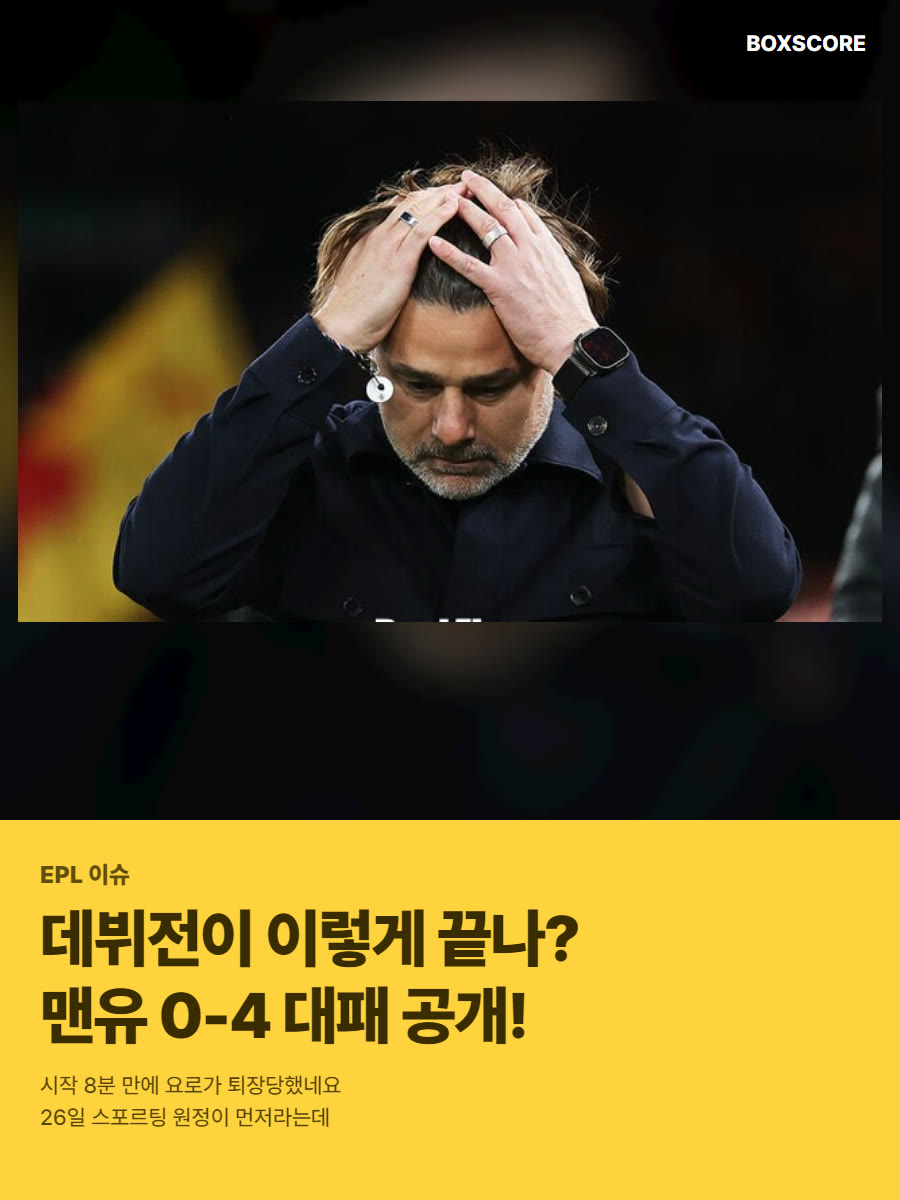 BOXSCORE
EPL 이슈
데뷔전이 이렇게 끝나?
맨유 0-4 대패 공개!
시작 8분 만에 요로가 퇴장당했네요
26일 스포르팅 원정이 먼저라는데